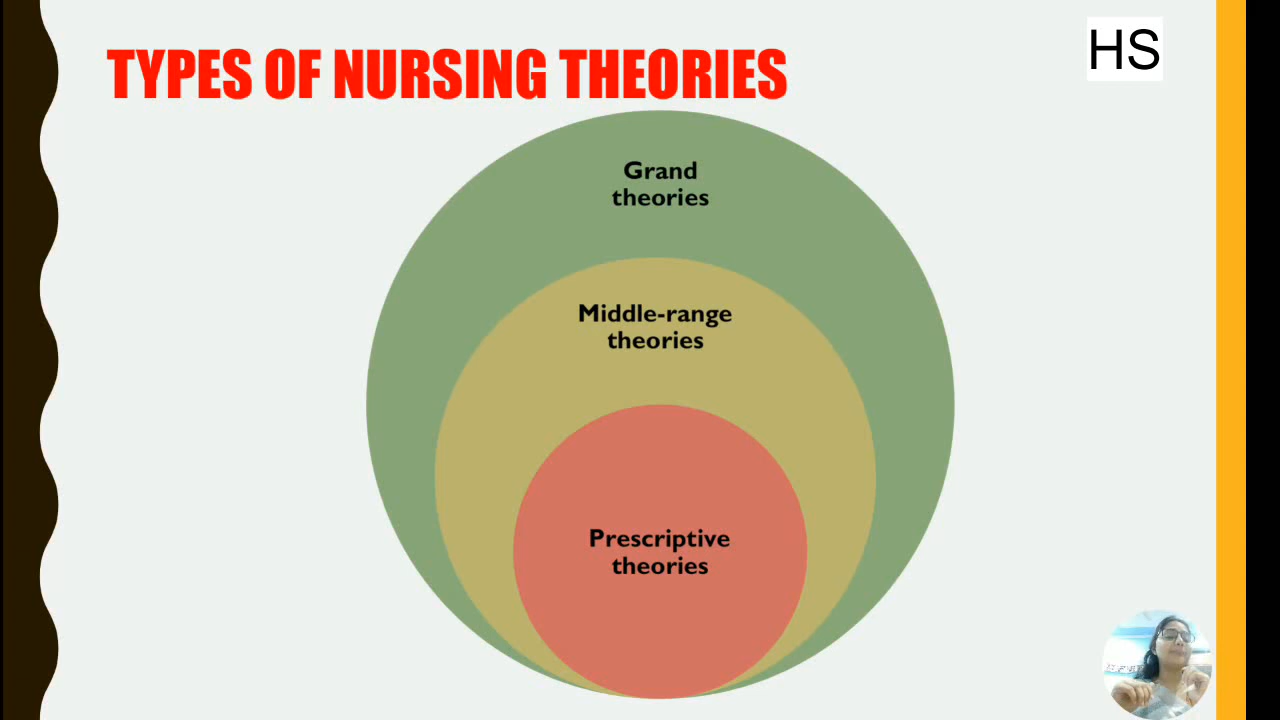 TYPES OF NURSING THEORIES
HS
Grand
theories
Middle-range
theories
Prescriptive
theories